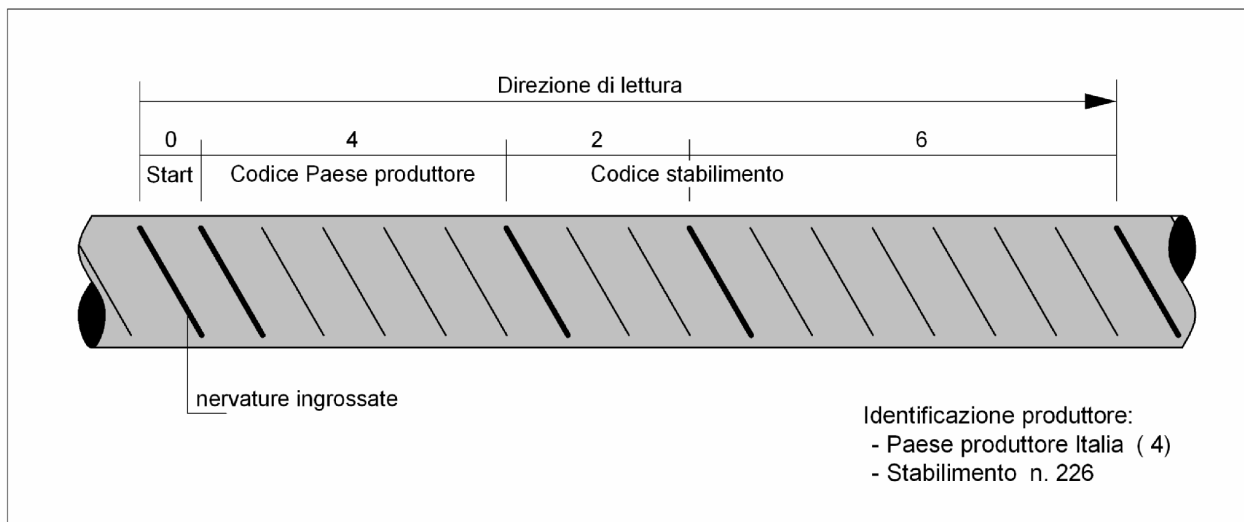 Direzione di lettura
0 4 2 6
Start Codice Paese produttore Codice stabilimento
nervature ingrossate
Identificazione produttore:
- Paese produttore Italia ( 4)
- Stabilimento n. 226